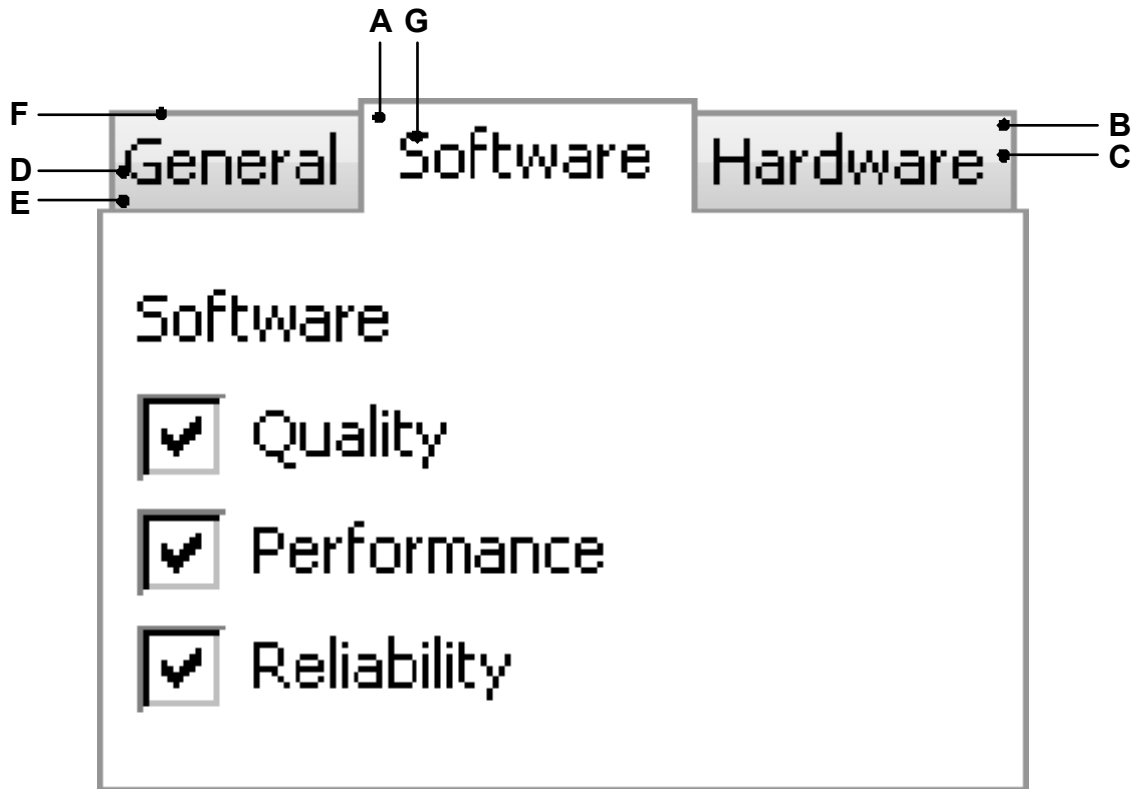 A G
F
B
General Software Hardware
C
D
E
Software
Quality
Performance
Reliability